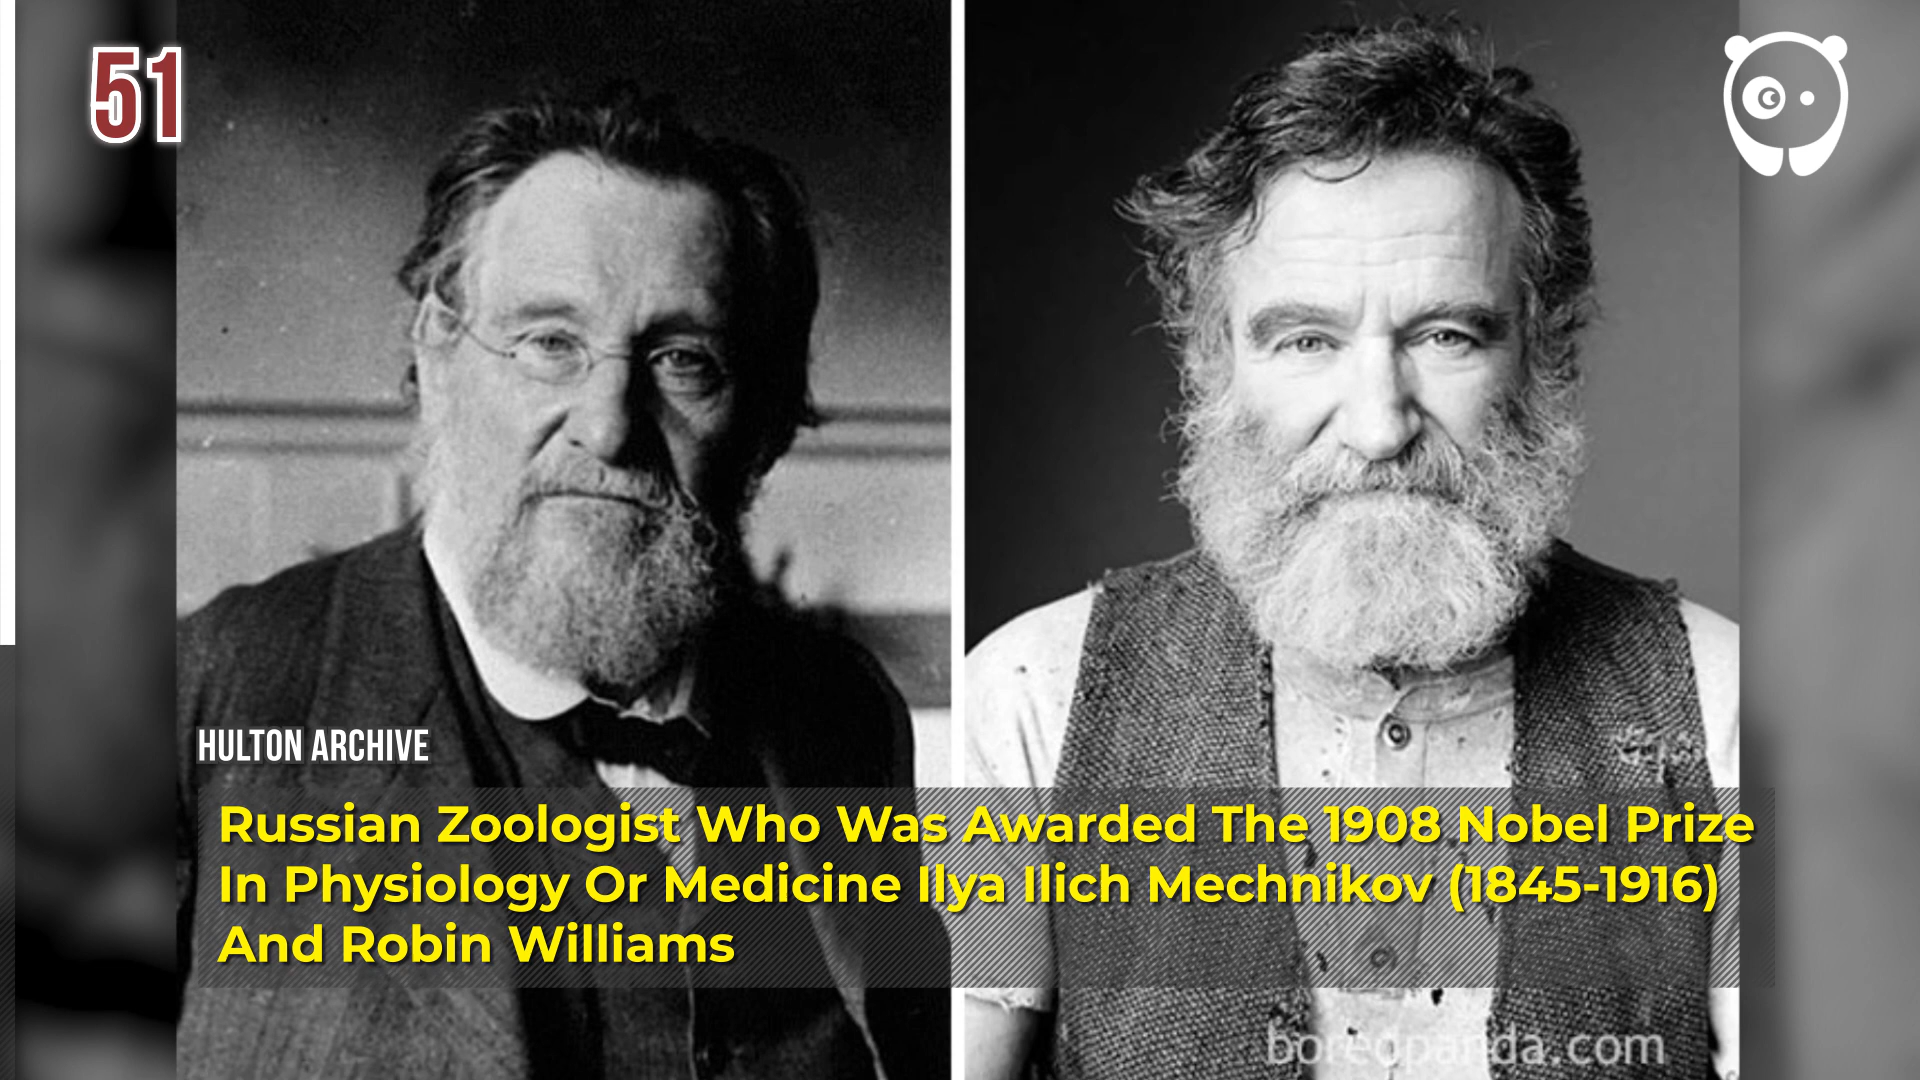 51
HULTON ARCHIVE
Russian Zoologist Who Was Awarded The 1908 Nobel Prize
In Physiology Or Medicine Ilya Ilich Mechnikov (1845-1916)
And Robin Williams
boredpanda.com